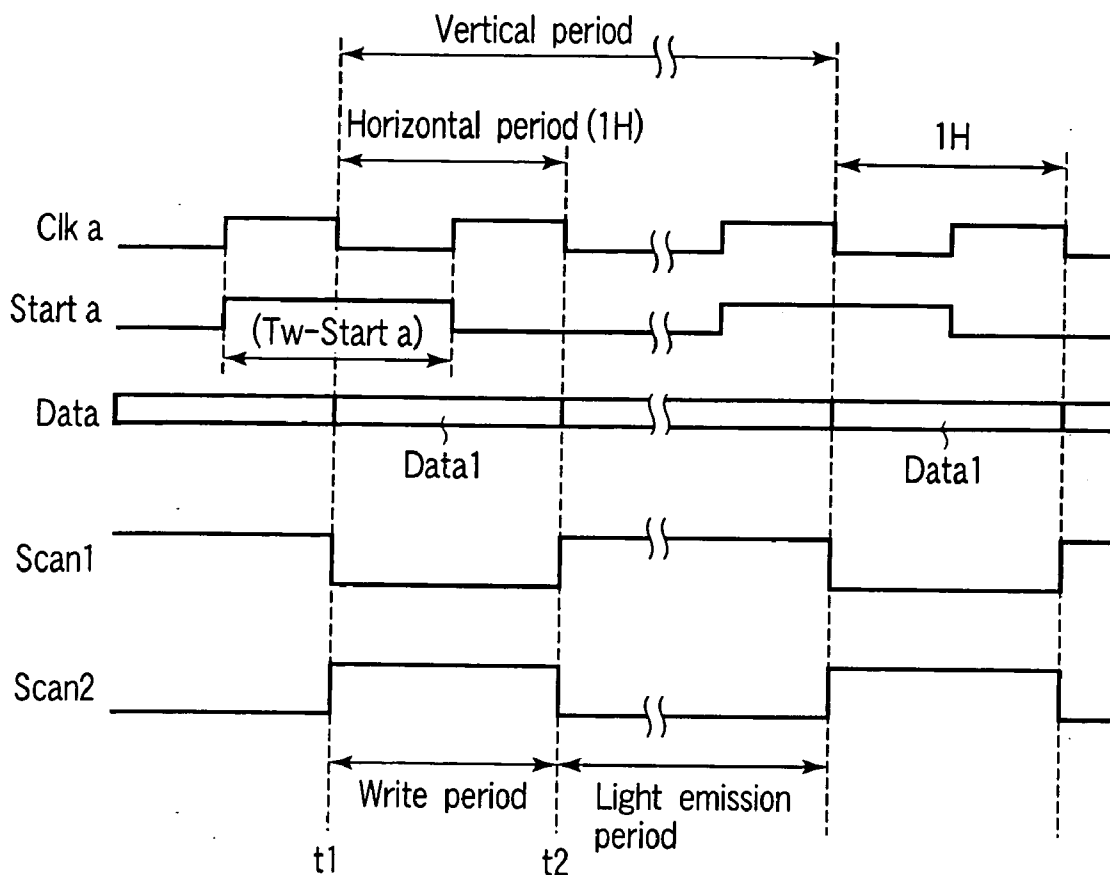 Vertical period
Horizontal period (1H)
1H
Clk a
Start a
(Tw-Start a)
Data
Data1
Data1
Scan1
Scan2
Write period
Light emission
period
t1
t2